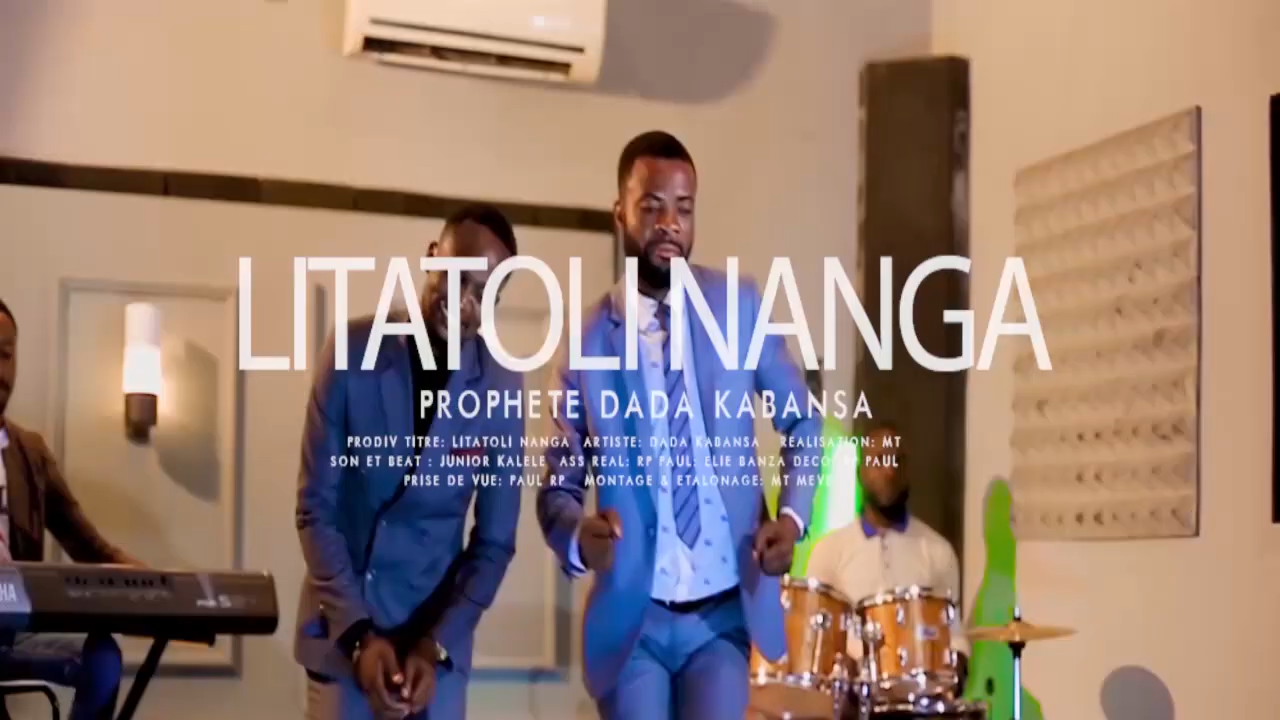 LITATOLI NANGA
PROPHETE DADA KABANSA
PRODIV TITRE: LITATOLI NANGA ARTISTE: DADA KABANSA REALISATION: MT
SON ET BEAT : JUNIOR KALELE ASS REAL: RP PAUL: ELIE BANZA DECO: RP PAUL
PRISE DE VUE: PAUL RP MONTAGE & ETALONAGE: MT